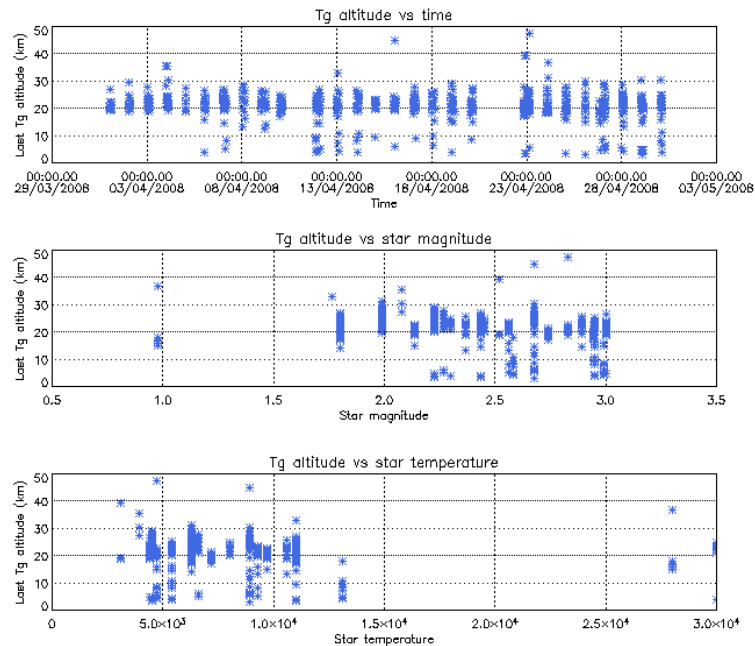 Tg altitude vs time
Last Tg altitude (km)
50
40
30
20
10
0
00:00.00 00:00.00 00:00.00 00:00.00 00:00.00 00:00.00 00:00.00 00:00.00
29/03/2008 03/04/2008 08/04/2008 13/04/2008 18/04/2008 23/04/2008 28/04/2008 03/05/2008
Time
Tg altitude vs star magnitude
Last Tg altitude (km)
50
40
30
20
10
0
0.5 1.0 1.5 2.0 2.5 3.0 3.5
Star magnitude
Tg altitude vs star temperature
Last Tg altitude (km)
50
40
30
20
10
0
0 5.0×10³ 1.0×10⁴ 1.5×10⁴ 2.0×10⁴ 2.5×10⁴ 3.0×10⁴
Star temperature